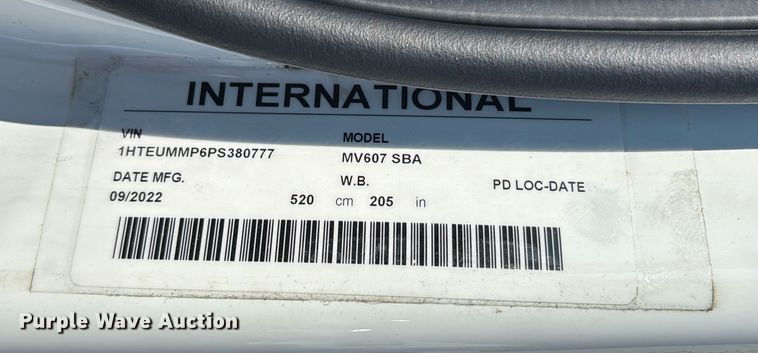 INTERNATIONAL
VIN MODEL
1HTEUMMP6PS380777 MV607 SBA
DATE MFG. W.B. PD LOC-DATE
09/2022 520 cm 205 in
Purple Wave Auction